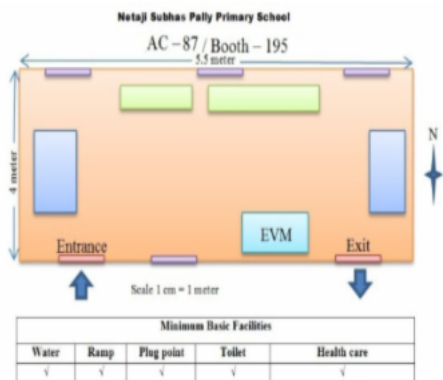 Netaji Subhas Pally Primary School
AC – 87 / Booth – 195
5.5 meter
4 meter
N
EVM
Entrance
Exit
Scale 1 cm = 1 meter
Minimum Basic Facilities
Water Ramp Plug point Toilet Health care
√ √ √ √ √